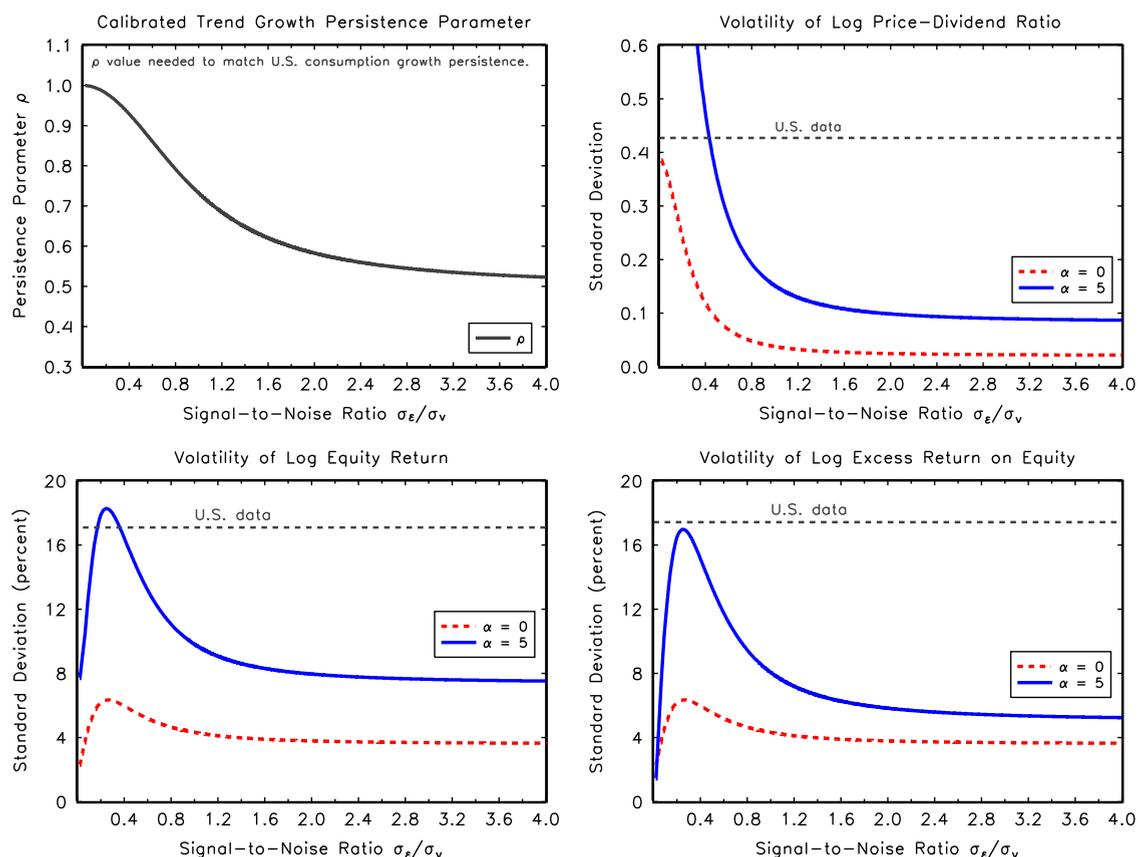 Calibrated Trend Growth Persistence Parameter
ρ value needed to match U.S. consumption growth persistence.
Persistence Parameter ρ
1.1
1.0
0.9
0.8
0.7
0.6
0.5
0.4
0.3
ρ
0.4 0.8 1.2 1.6 2.0 2.4 2.8 3.2 3.6 4.0
Signal-to-Noise Ratio σε/σv
Volatility of Log Price-Dividend Ratio
Standard Deviation
0.6
0.5
0.4
0.3
0.2
0.1
0.0
U.S. data
α = 0
α = 5
0.4 0.8 1.2 1.6 2.0 2.4 2.8 3.2 3.6 4.0
Signal-to-Noise Ratio σε/σv
Volatility of Log Equity Return
Standard Deviation (percent)
20
16
12
8
4
0
U.S. data
α = 0
α = 5
0.4 0.8 1.2 1.6 2.0 2.4 2.8 3.2 3.6 4.0
Signal-to-Noise Ratio σε/σv
Volatility of Log Excess Return on Equity
Standard Deviation (percent)
20
16
12
8
4
0
U.S. data
α = 0
α = 5
0.4 0.8 1.2 1.6 2.0 2.4 2.8 3.2 3.6 4.0
Signal-to-Noise Ratio σε/σv